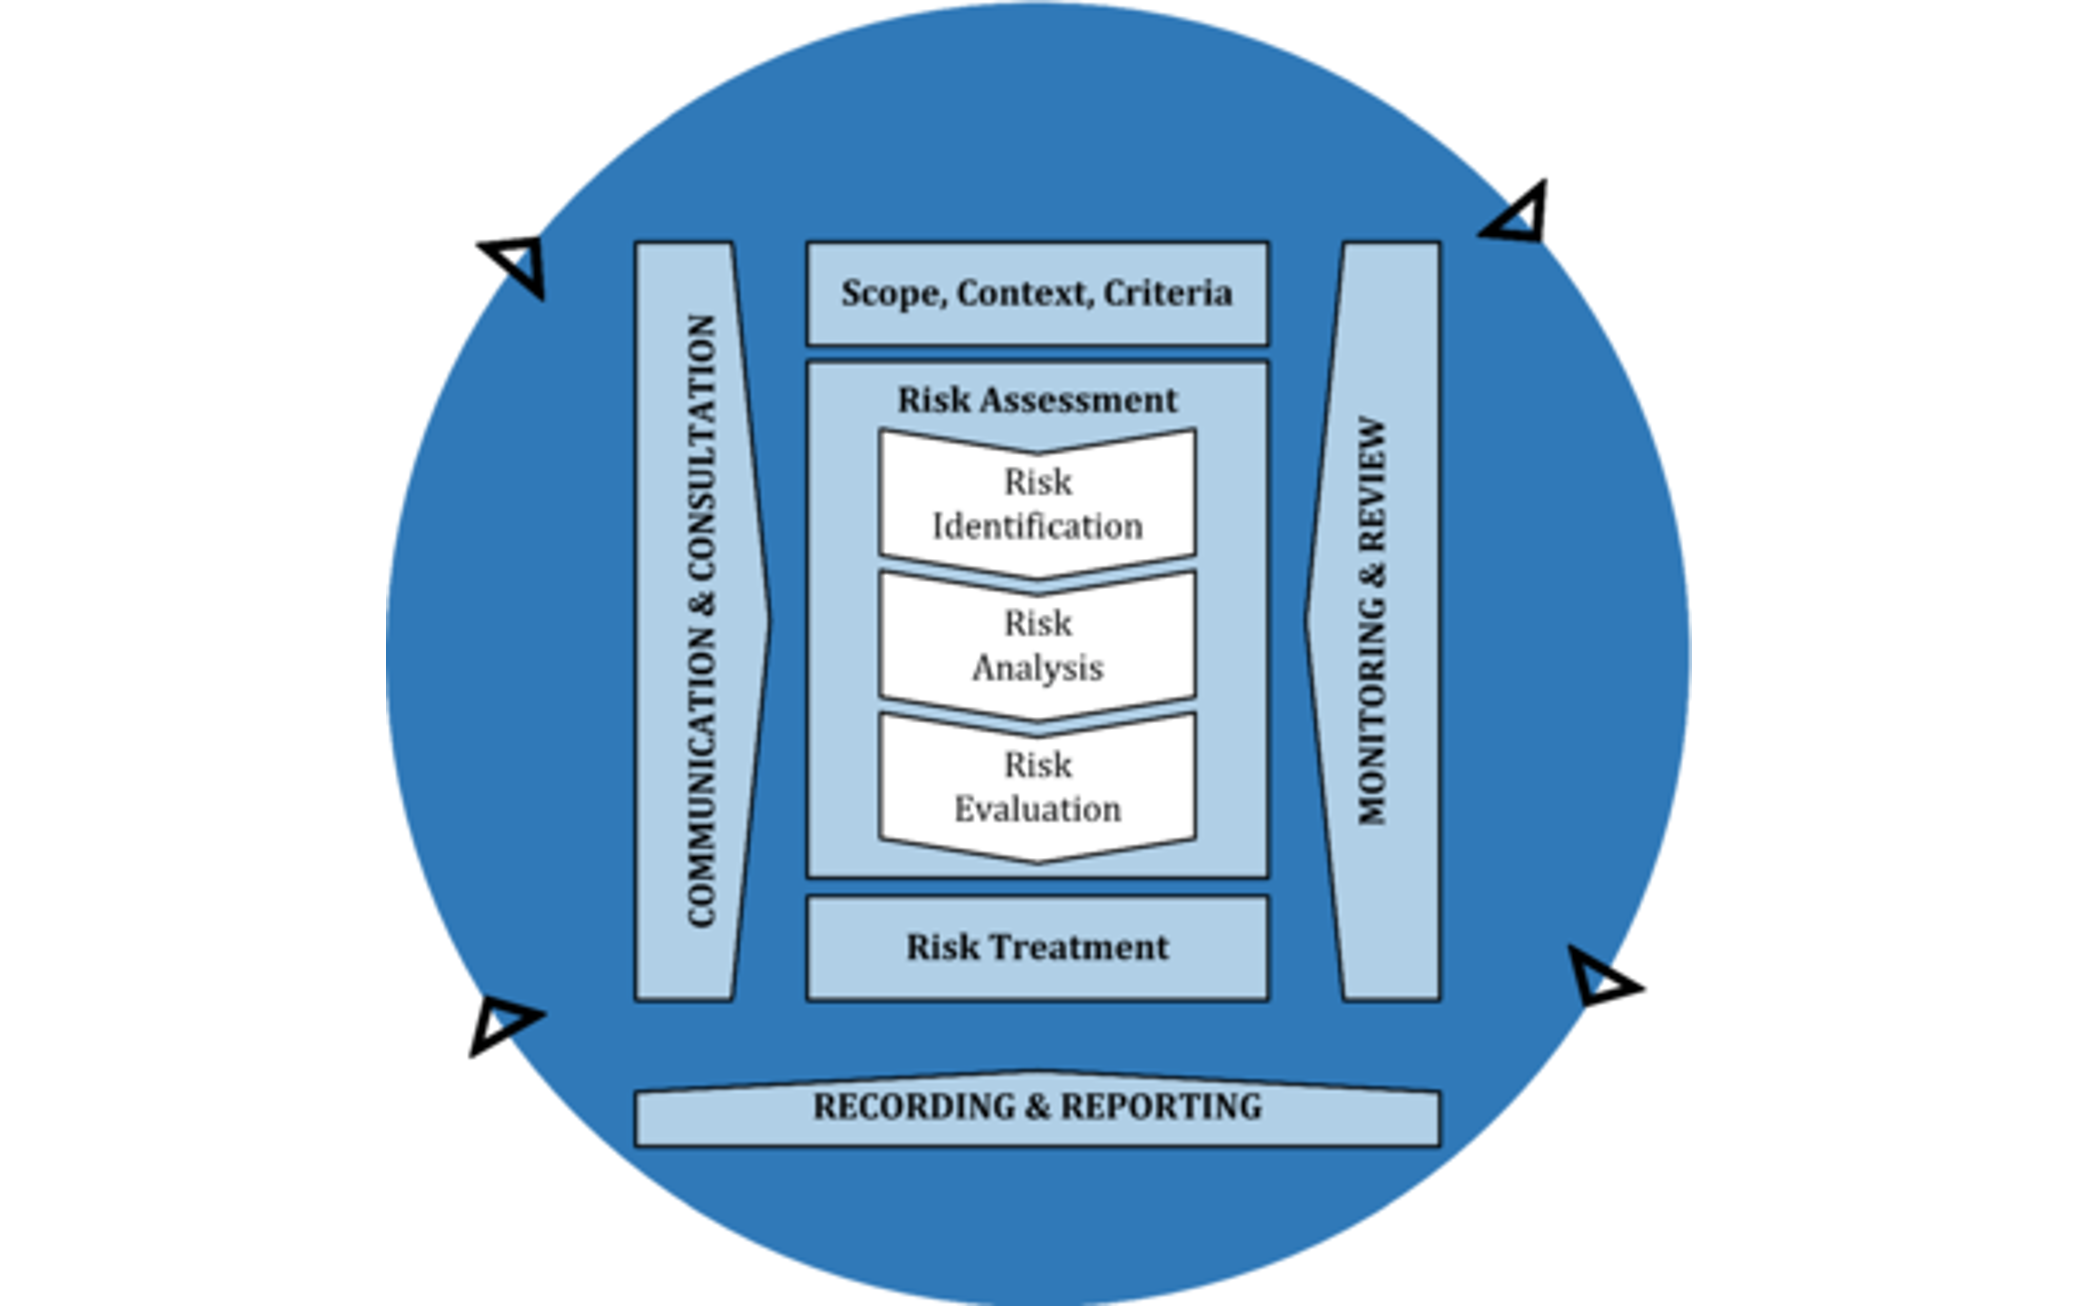 Scope, Context, Criteria
COMMUNICATION & CONSULTATION
Risk Assessment
Risk
Identification
Risk
Analysis
Risk
Evaluation
MONITORING & REVIEW
Risk Treatment
RECORDING & REPORTING